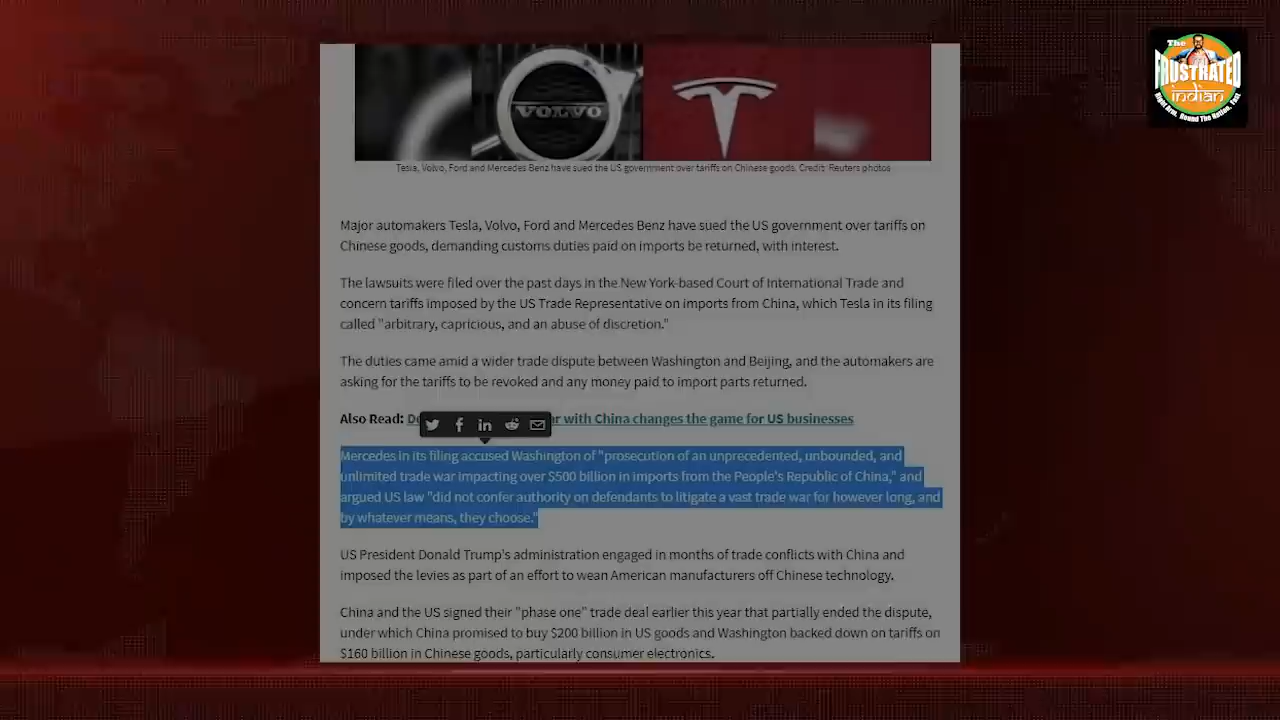 The
FRUSTRATED
indian
Right Arm. Round The Nation. Fast
VOLVO
Tesla, Volvo, Ford and Mercedes Benz have sued the US government over tariffs on Chinese goods. Credit: Reuters photos
Major automakers Tesla, Volvo, Ford and Mercedes Benz have sued the US government over tariffs on
Chinese goods, demanding customs duties paid on imports be returned, with interest.
The lawsuits were filed over the past days in the New York-based Court of International Trade and
concern tariffs imposed by the US Trade Representative on imports from China, which Tesla in its filing
called "arbitrary, capricious, and an abuse of discretion."
The duties came amid a wider trade dispute between Washington and Beijing, and the automakers are
asking for the tariffs to be revoked and any money paid to import parts returned.
Also Read: with China changes the game for US businesses
Mercedes in its filing accused Washington of "prosecution of an unprecedented, unbounded, and
unlimited trade war impacting over $500 billion in imports from the People's Republic of China," and
argued US law "did not confer authority on defendants to litigate a vast trade war for however long, and
by whatever means, they choose."
US President Donald Trump's administration engaged in months of trade conflicts with China and
imposed the levies as part of an effort to wean American manufacturers off Chinese technology.
China and the US signed their "phase one" trade deal earlier this year that partially ended the dispute,
under which China promised to buy $200 billion in US goods and Washington backed down on tariffs on
$160 billion in Chinese goods, particularly consumer electronics.